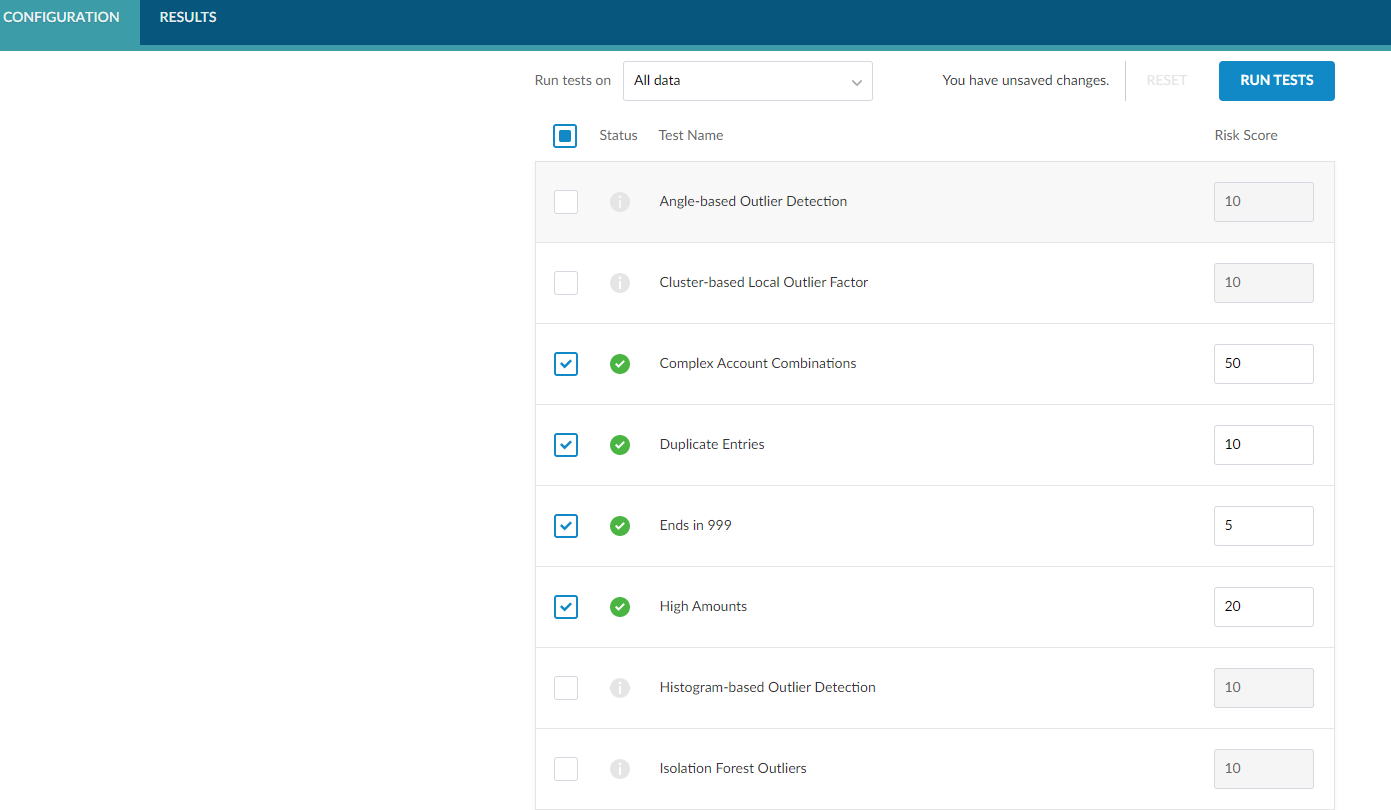 CONFIGURATION RESULTS
Run tests on All data You have unsaved changes. RESET RUN TESTS
Status Test Name Risk Score
Angle-based Outlier Detection 10
Cluster-based Local Outlier Factor 10
Complex Account Combinations 50
Duplicate Entries 10
Ends in 999 5
High Amounts 20
Histogram-based Outlier Detection 10
Isolation Forest Outliers 10